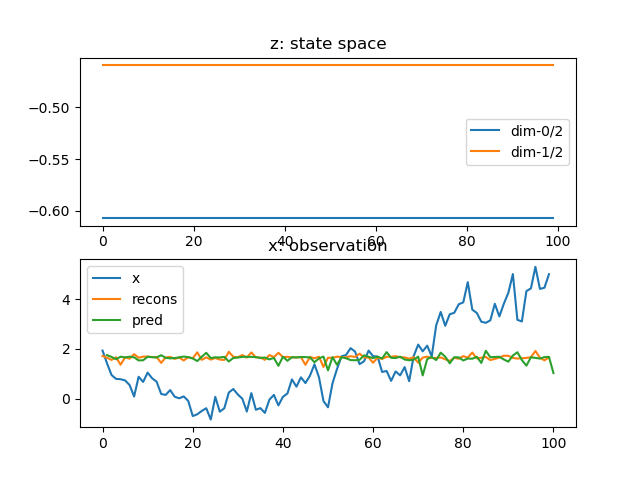 z: state space
−0.50
−0.55
−0.60
dim-0/2
dim-1/2
0 20 40 60 80 100
x: observation
4
2
0
x
recons
pred
0 20 40 60 80 100